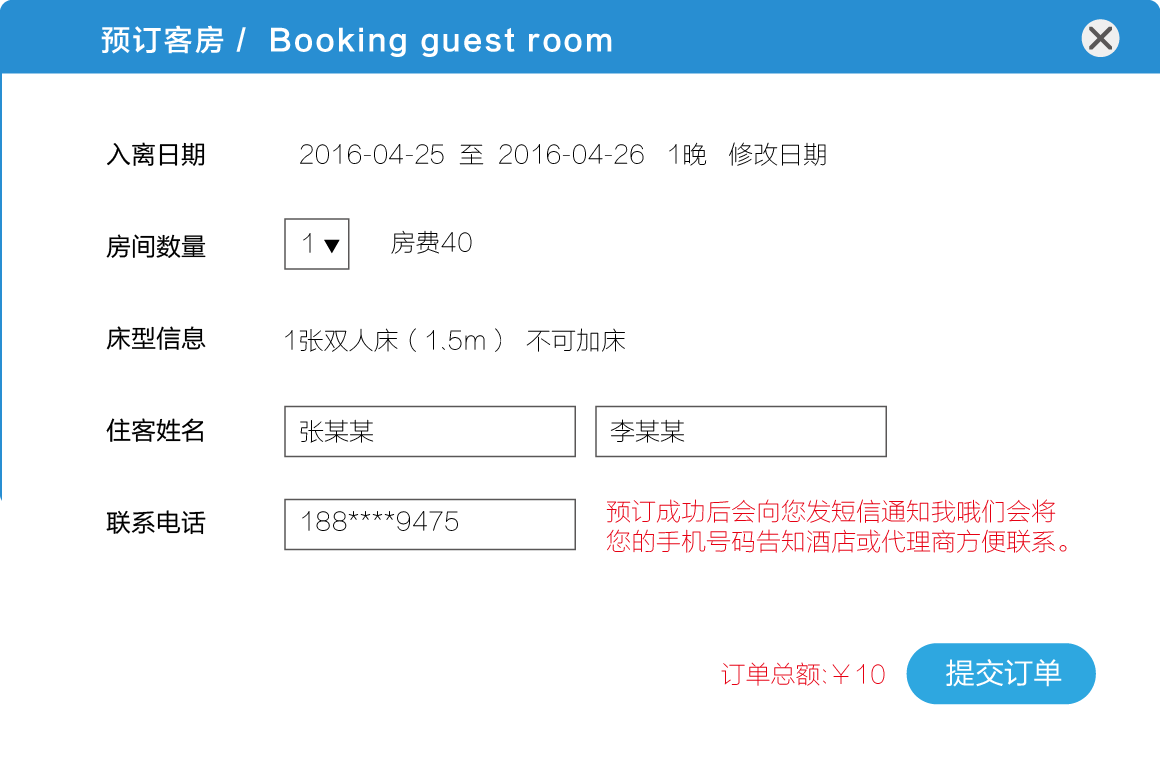 预订客房 / Booking guest room
入离日期 2016-04-25 至 2016-04-26 1晚 修改日期
房间数量 1 ▼ 房费40
床型信息 1张双人床（1.5m） 不可加床
住客姓名 张某某 李某某
联系电话 188****9475 预订成功后会向您发短信通知我哦们会将
您的手机号码告知酒店或代理商方便联系。
订单总额:￥10 提交订单